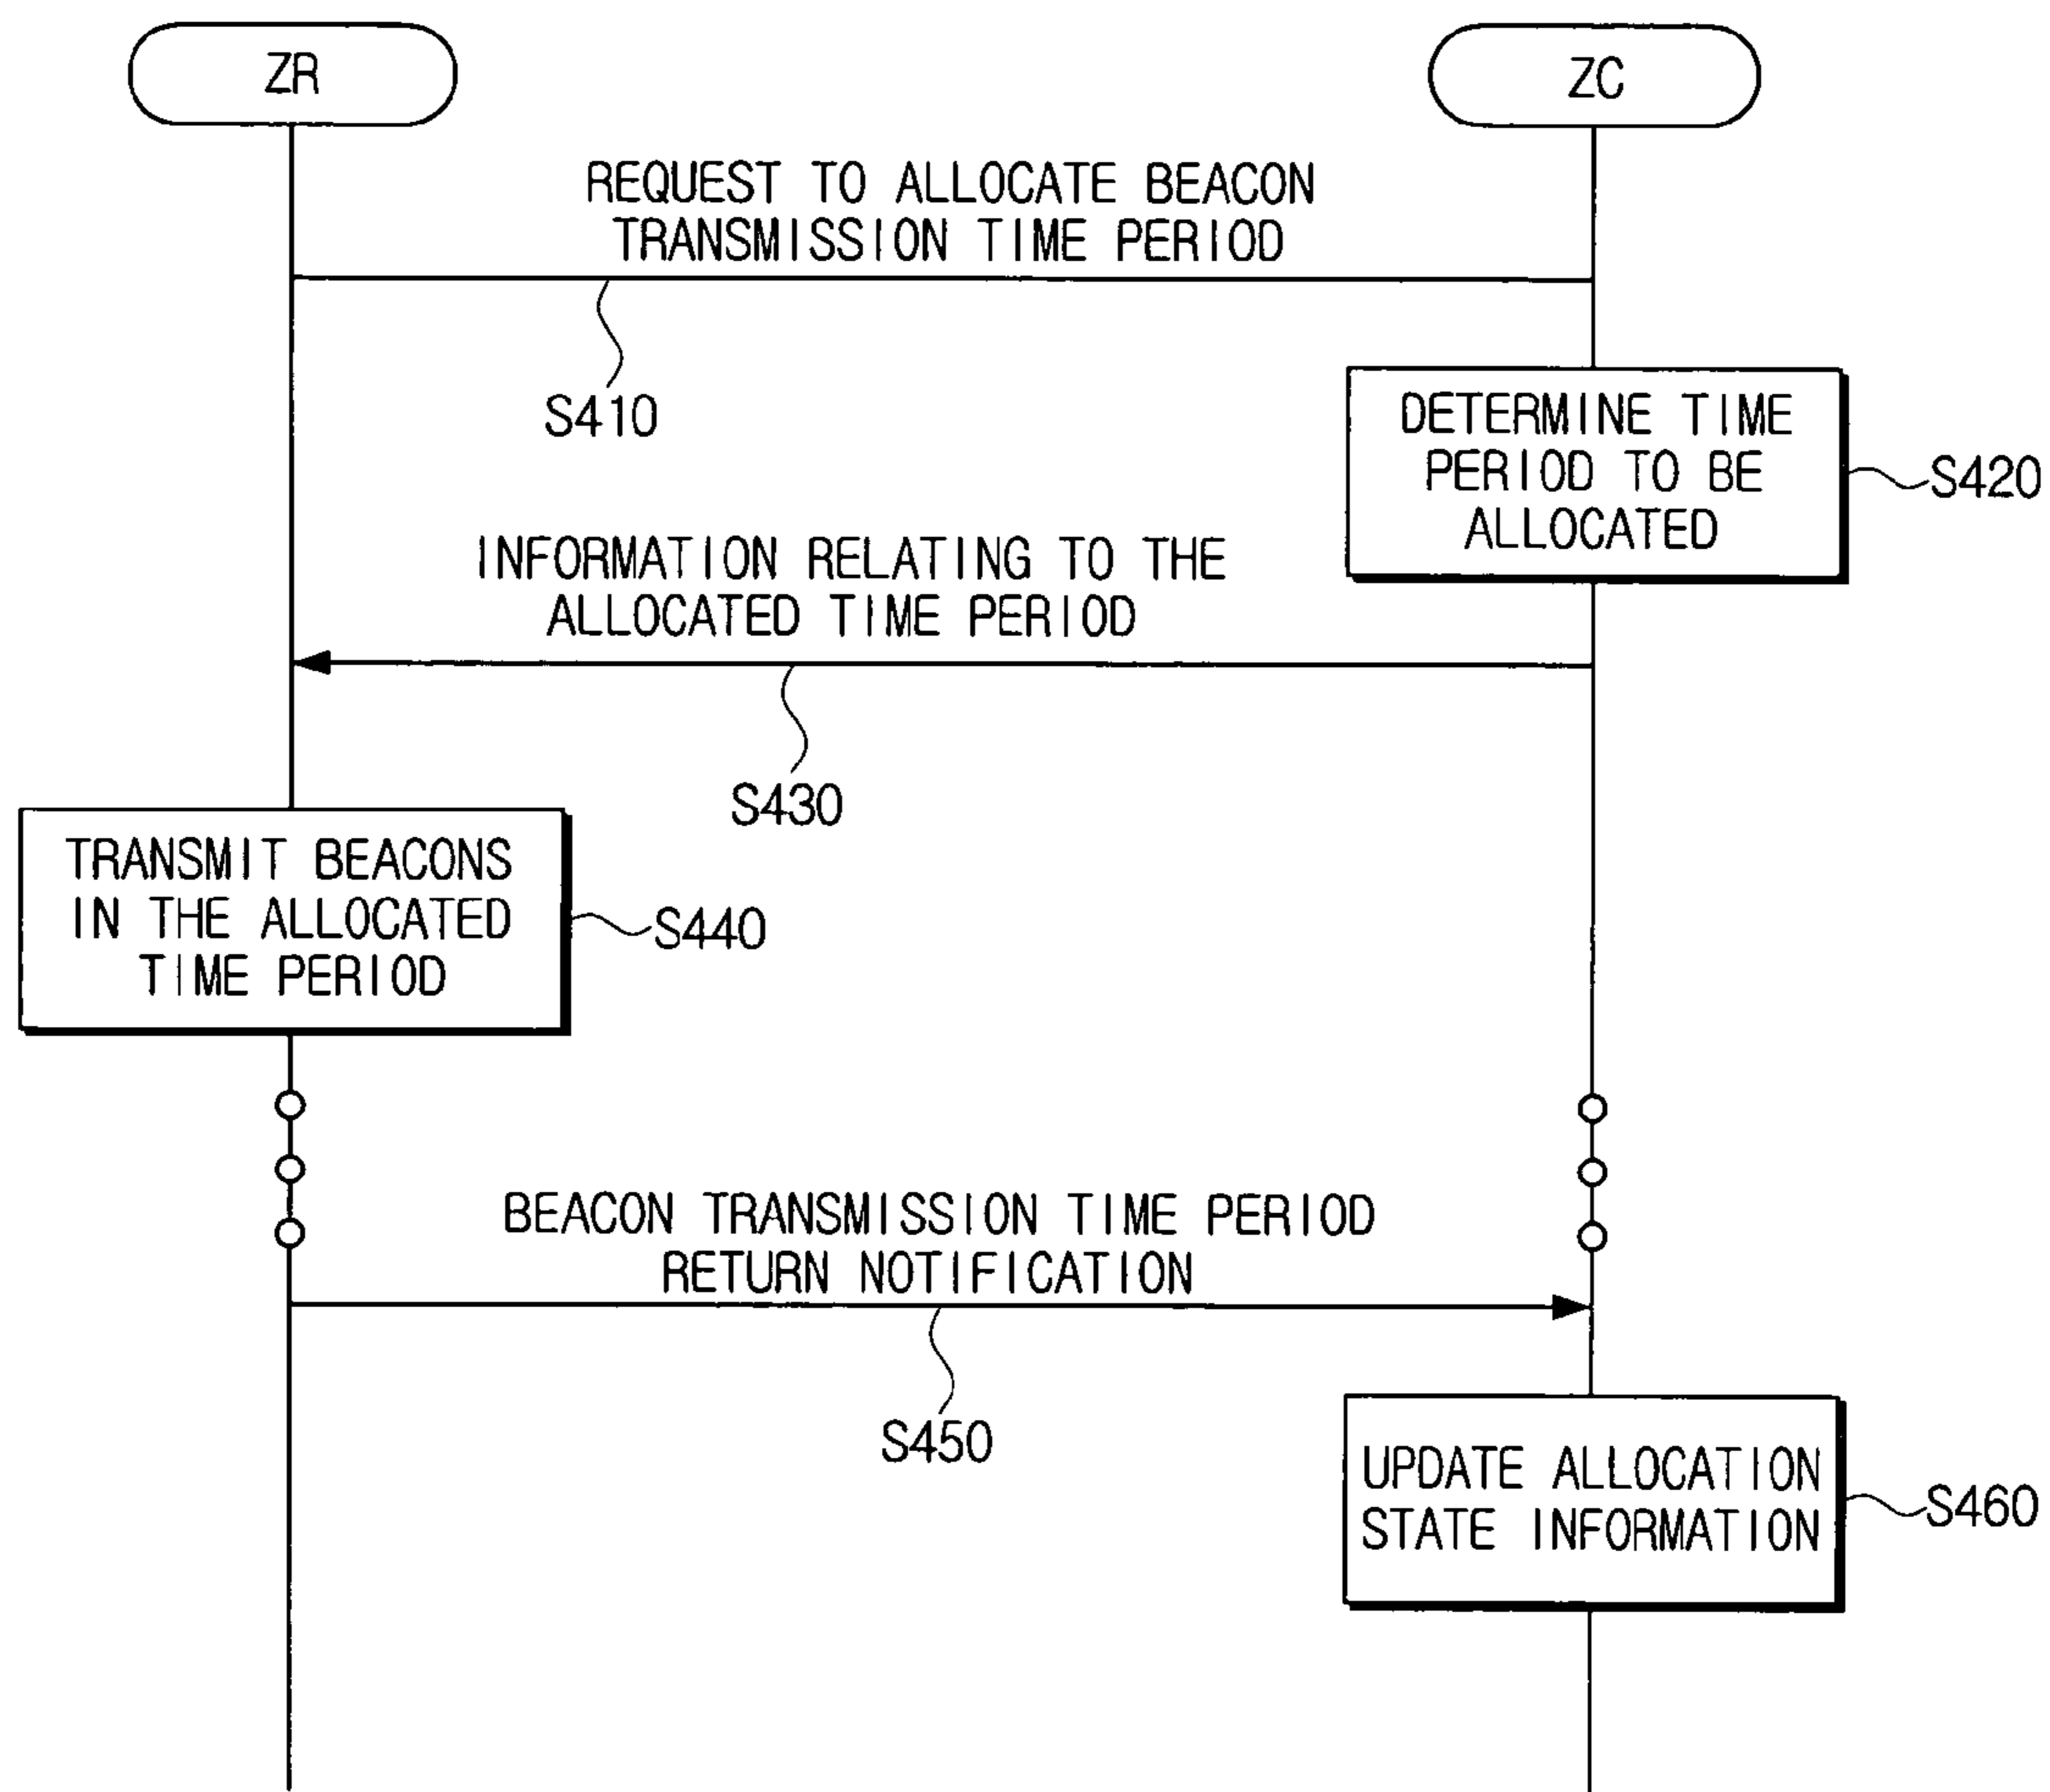 ZR
ZC
REQUEST TO ALLOCATE BEACON
TRANSMISSION TIME PERIOD
S410
DETERMINE TIME
PERIOD TO BE
ALLOCATED
S420
INFORMATION RELATING TO THE
ALLOCATED TIME PERIOD
S430
TRANSMIT BEACONS
IN THE ALLOCATED
TIME PERIOD
S440
BEACON TRANSMISSION TIME PERIOD
RETURN NOTIFICATION
S450
UPDATE ALLOCATION
STATE INFORMATION
S460